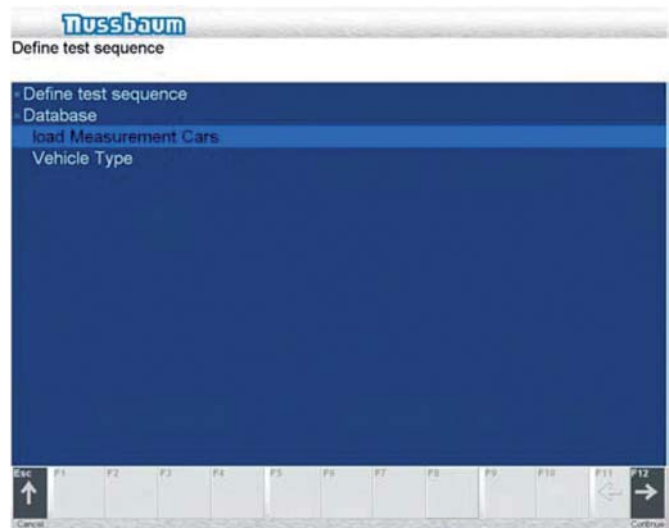 Nussbaum
Define test sequence
Define test sequence
Database
load Measurement Cars
Vehicle Type
Esc F1 F2 F3 F4 F5 F6 F7 F8 F9 F10 F11 F12
Cancel Continue